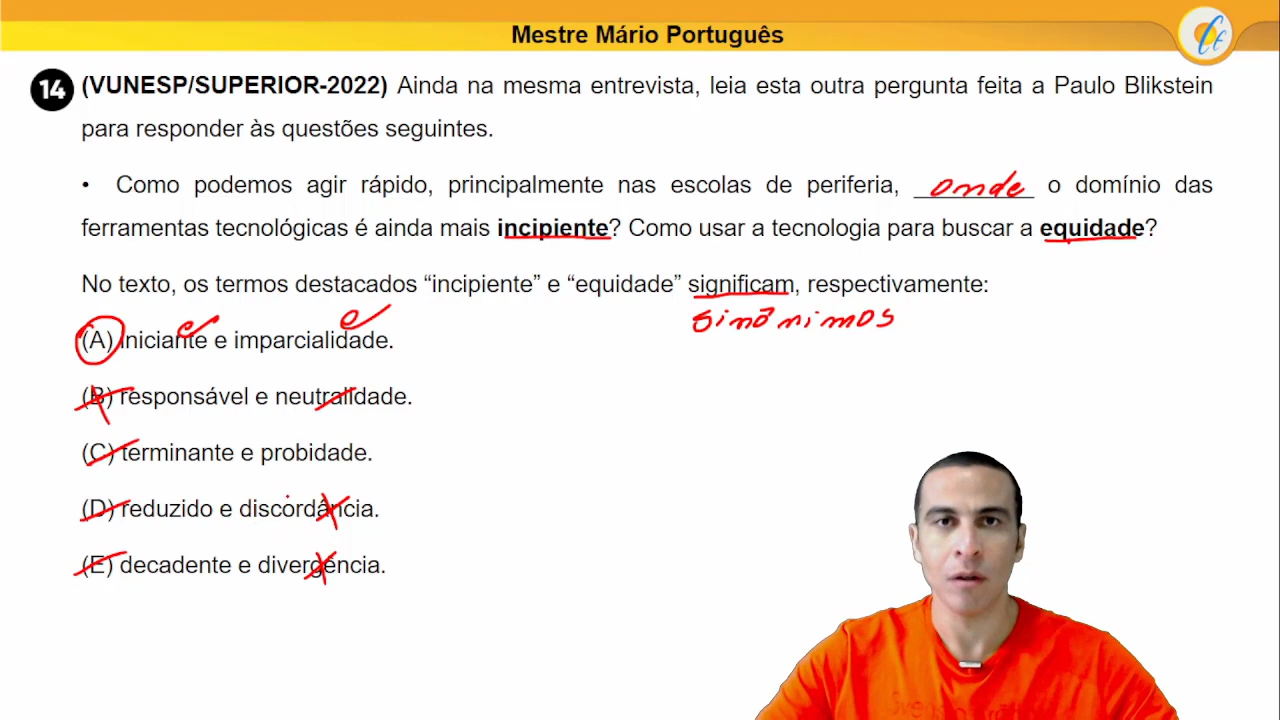 Mestre Mário Português
14 (VUNESP/SUPERIOR-2022) Ainda na mesma entrevista, leia esta outra pergunta feita a Paulo Blikstein
para responder às questões seguintes.
• Como podemos agir rápido, principalmente nas escolas de periferia, onde o domínio das
ferramentas tecnológicas é ainda mais incipiente? Como usar a tecnologia para buscar a equidade?
No texto, os termos destacados “incipiente” e “equidade” significam, respectivamente:
sinônimos
(A) iniciante e imparcialidade.
(B) responsável e neutralidade.
(C) terminante e probidade.
(D) reduzido e discordância.
(E) decadente e divergência.